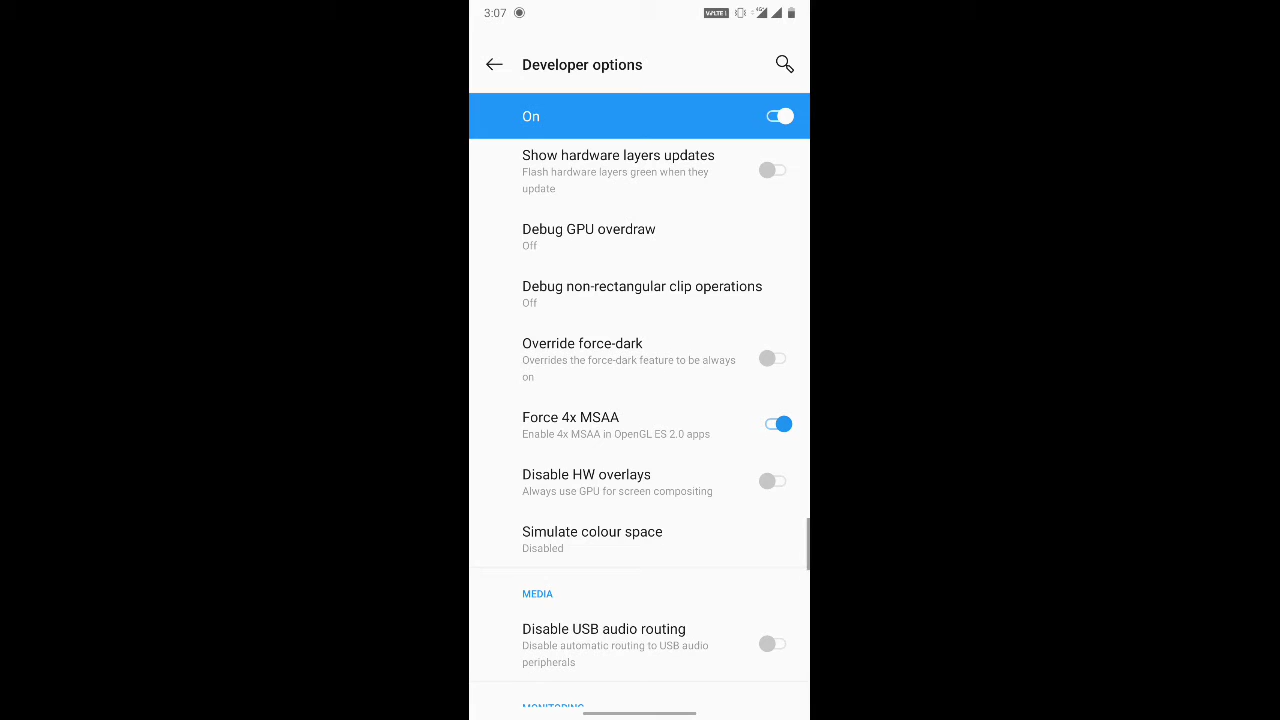 3:07 VoLTE 4G+
Developer options
On
Show hardware layers updates
Flash hardware layers green when they
update
Debug GPU overdraw
Off
Debug non-rectangular clip operations
Off
Override force-dark
Overrides the force-dark feature to be always
on
Force 4x MSAA
Enable 4x MSAA in OpenGL ES 2.0 apps
Disable HW overlays
Always use GPU for screen compositing
Simulate colour space
Disabled
MEDIA
Disable USB audio routing
Disable automatic routing to USB audio
peripherals
MONITORING